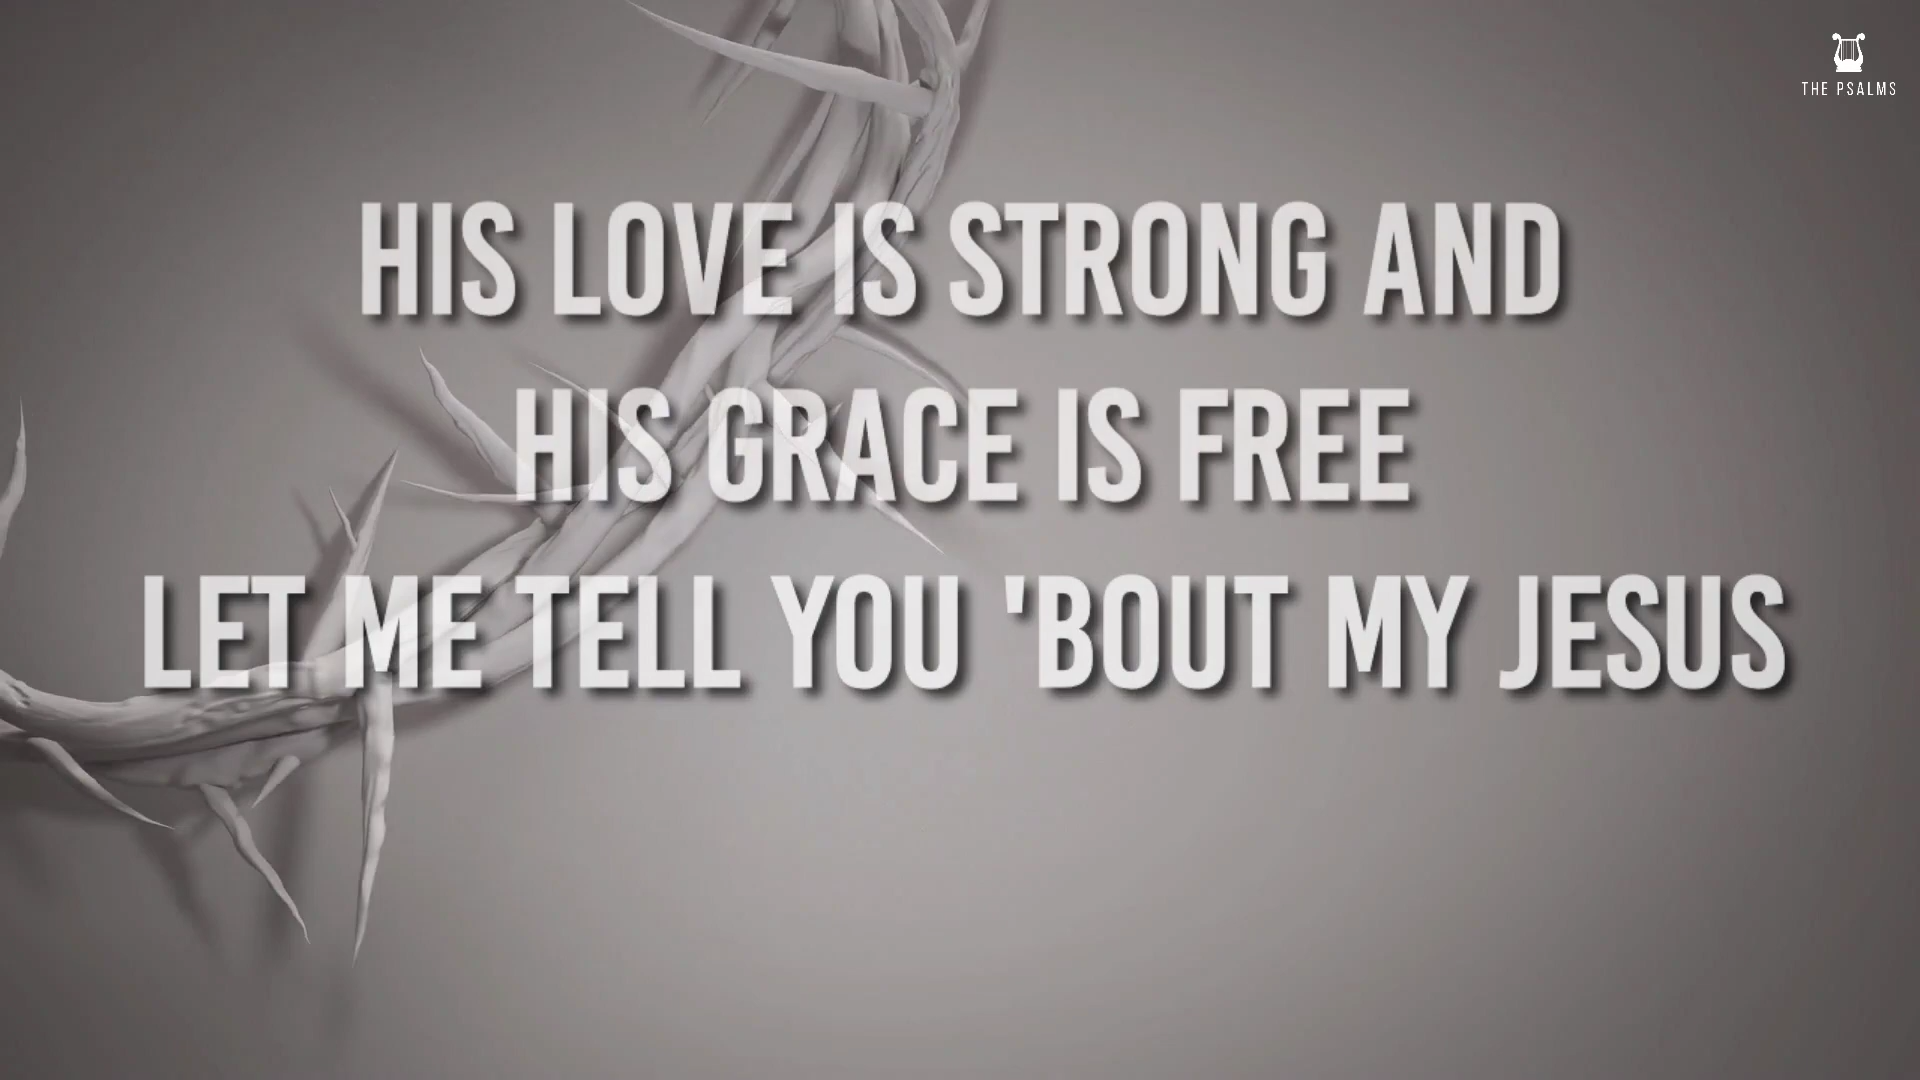 THE PSALMS
HIS LOVE IS STRONG AND
HIS GRACE IS FREE
LET ME TELL YOU 'BOUT MY JESUS